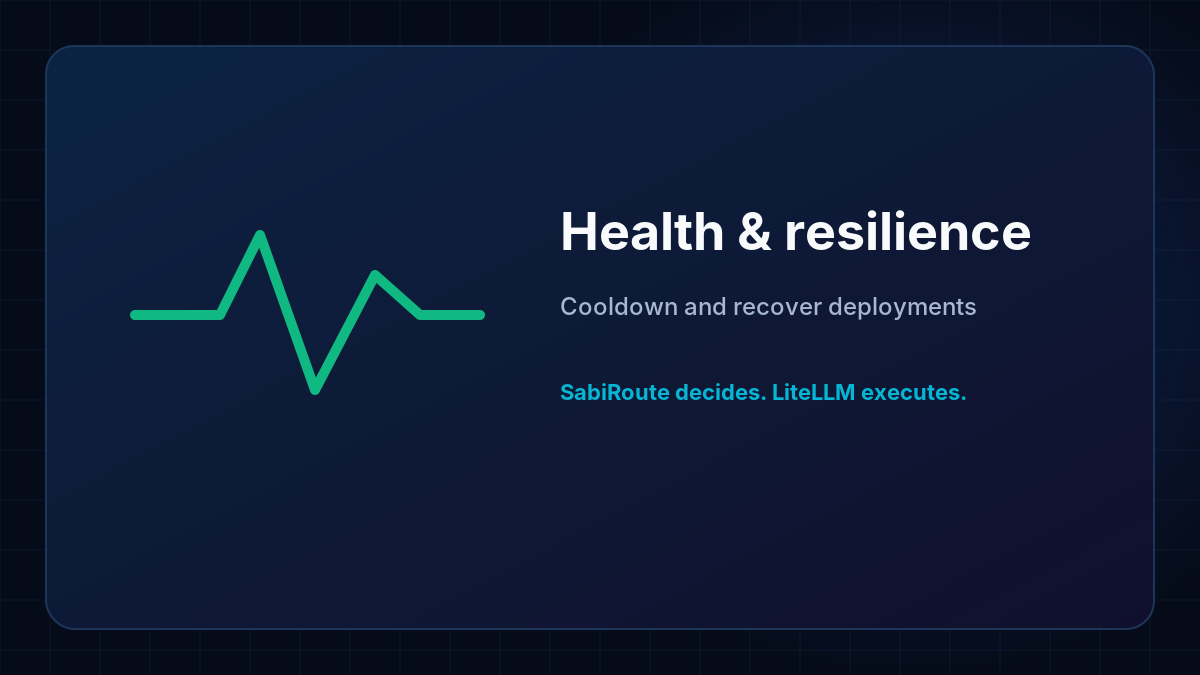 Health & resilience
Cooldown and recover deployments
SabiRoute decides. LiteLLM executes.